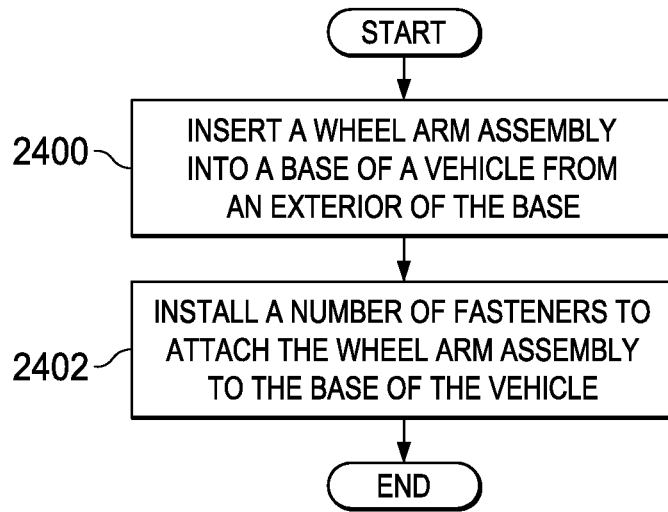 START
2400
INSERT A WHEEL ARM ASSEMBLY
INTO A BASE OF A VEHICLE FROM
AN EXTERIOR OF THE BASE
2402
INSTALL A NUMBER OF FASTENERS TO
ATTACH THE WHEEL ARM ASSEMBLY
TO THE BASE OF THE VEHICLE
END